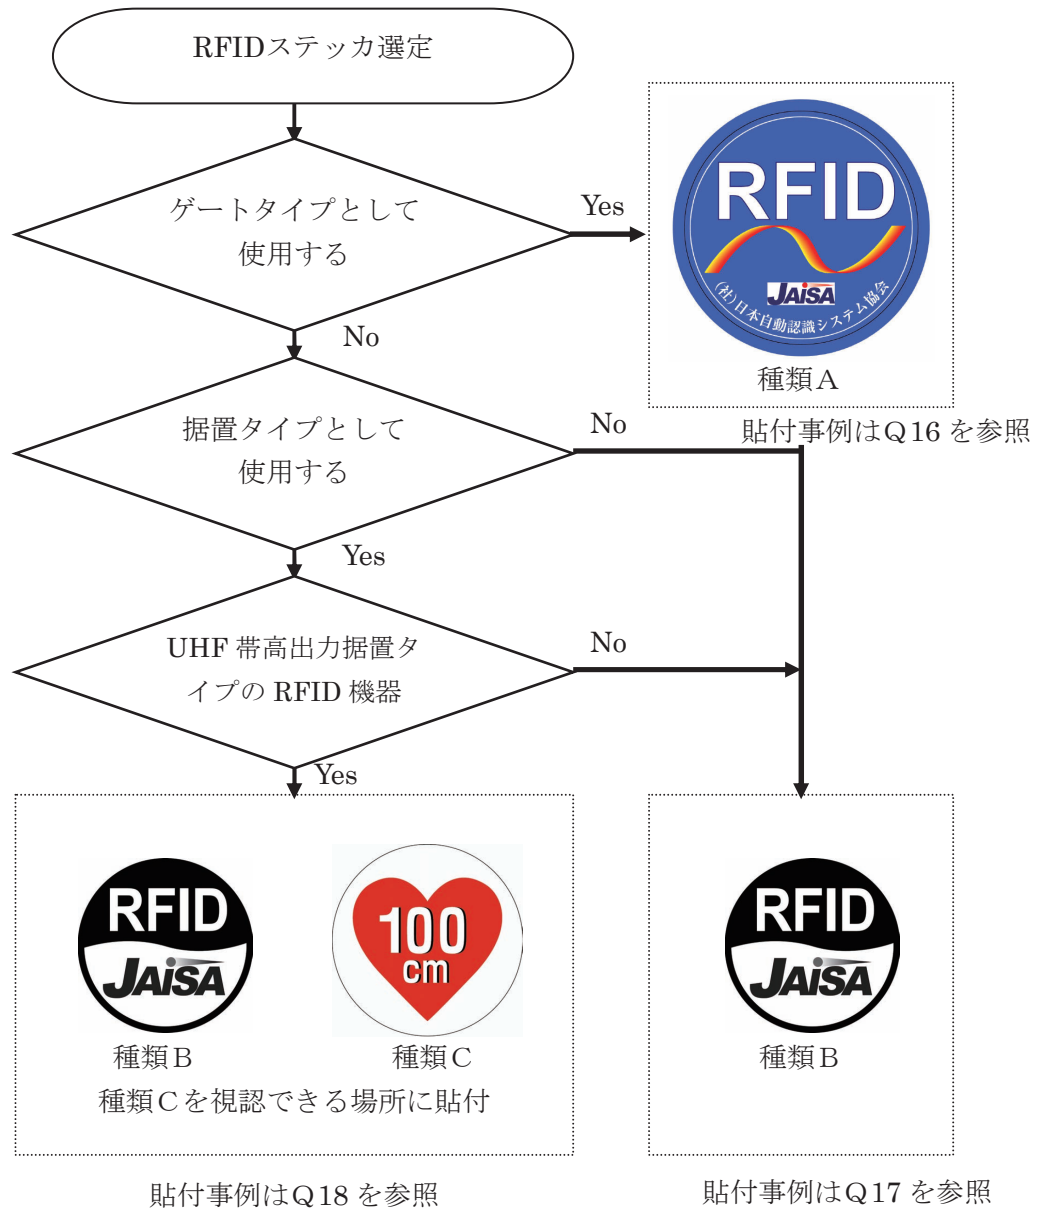 RFIDステッカ選定
ゲートタイプとして
使用する
Yes
RFID
JAiSA
(社)日本自動認識システム協会
種類A
貼付事例はQ16 を参照
No
据置タイプとして
使用する
No
Yes
UHF 帯高出力据置タ
イプの RFID 機器
No
Yes
RFID
JAiSA
種類B
100
cm
種類C
種類Cを視認できる場所に貼付
貼付事例はQ18 を参照
RFID
JAiSA
種類B
貼付事例はQ17 を参照